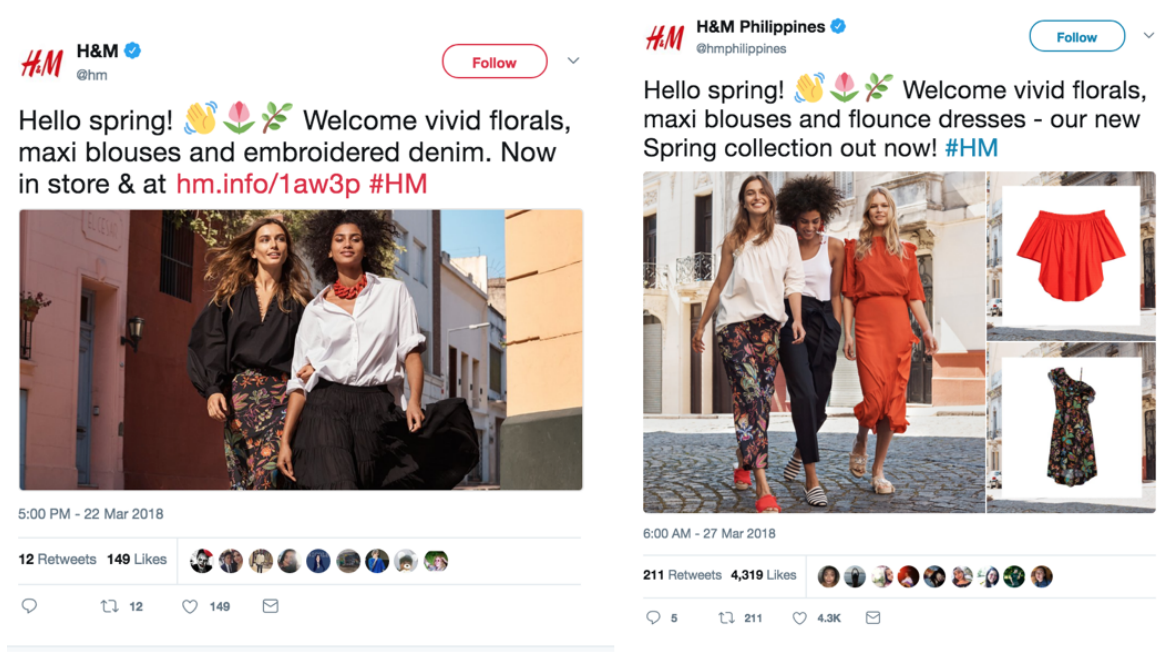 H&M
H&M
@hm
Follow
Hello spring! 👋🌷🌿 Welcome vivid florals,
maxi blouses and embroidered denim. Now
in store & at hm.info/1aw3p #HM
5:00 PM - 22 Mar 2018
12 Retweets 149 Likes
12 149
H&M
H&M Philippines
@hmphilippines
Follow
Hello spring! 👋🌷🌿 Welcome vivid florals,
maxi blouses and flounce dresses - our new
Spring collection out now! #HM
6:00 AM - 27 Mar 2018
211 Retweets 4,319 Likes
5 211 4.3K